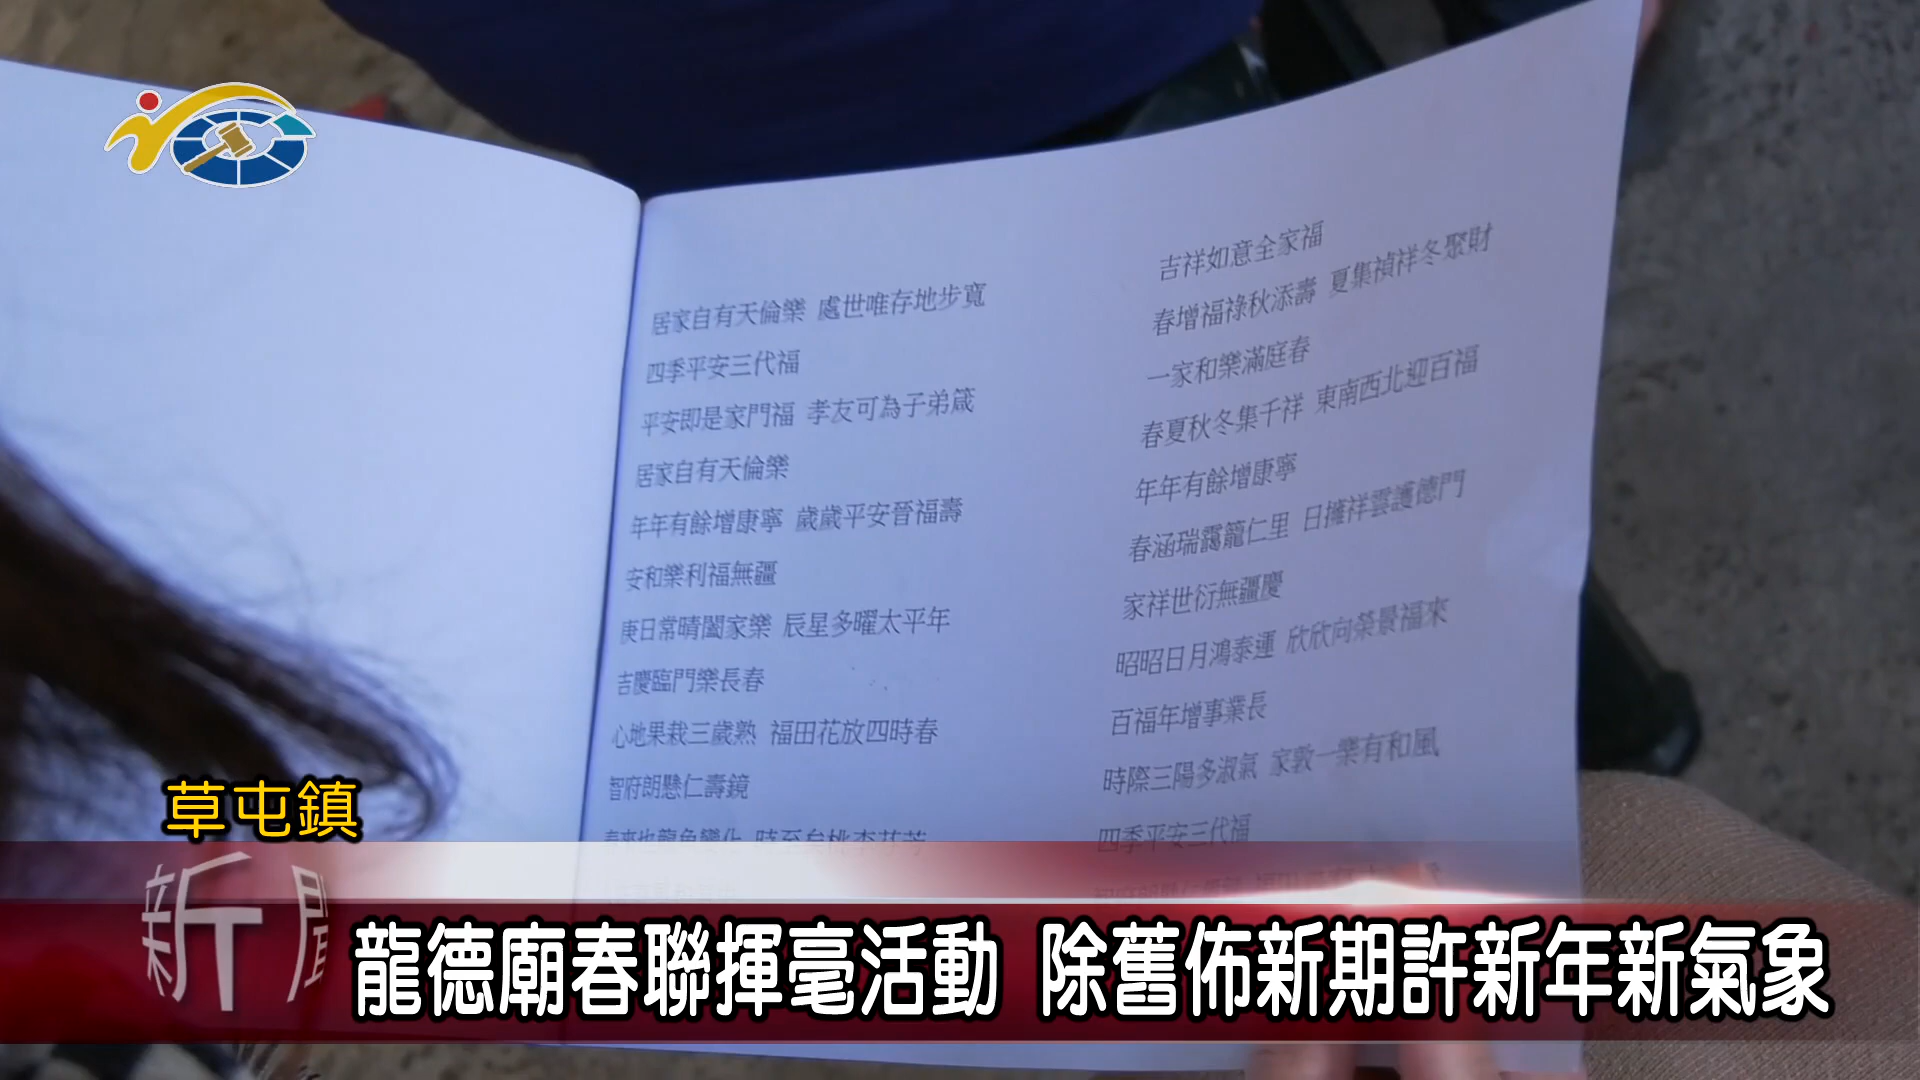 居家自有天倫樂 處世唯存地步寬
四季平安三代福
平安即是家門福 孝友可為子弟箴
居家自有天倫樂
年年有餘增康寧 歲歲平安晉福壽
安和樂利福無疆
庚日常晴闔家樂 辰星多曜太平年
吉慶臨門樂長春
心地果栽三歲熟 福田花放四時春
智府朗懸仁壽鏡
吉祥如意全家福
春增福祿秋添壽 夏集禎祥冬聚財
一家和樂滿庭春
春夏秋冬集千祥 東南西北迎百福
年年有餘增康寧
春涵瑞靄籠仁里 日擁祥雲護德門
家祥世衍無疆慶
昭昭日月鴻泰運 欣欣向榮景福來
百福年增事業長
時際三陽多淑氣 家敦一樂有和風
四季平安三代福
草屯鎮
新聞
龍德廟春聯揮毫活動 除舊佈新期許新年新氣象